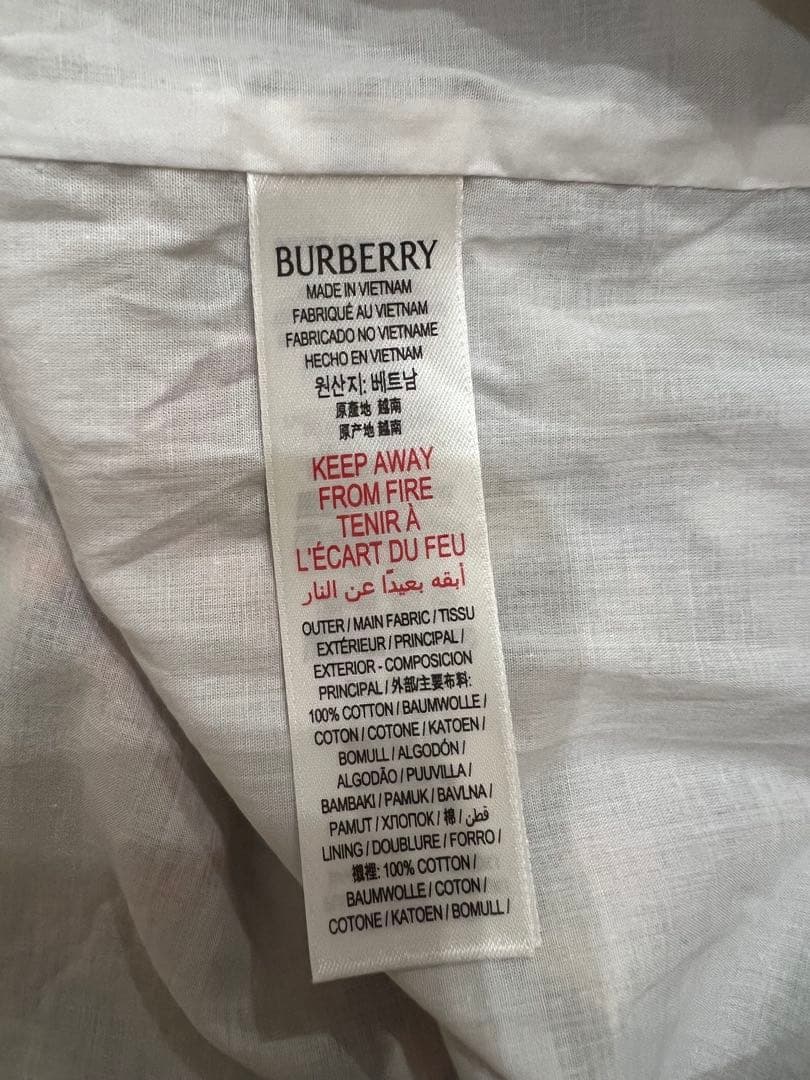 BURBERRY
MADE IN VIETNAM
FABRIQUÉ AU VIETNAM
FABRICADO NO VIETNAME
HECHO EN VIETNAM
원산지: 베트남
原產地 越南
原产地 越南
KEEP AWAY
FROM FIRE
TENIR À
L'ÉCART DU FEU
أبقه بعيدًا عن النار
OUTER / MAIN FABRIC / TISSU
EXTÉRIEUR / PRINCIPAL /
EXTERIOR - COMPOSICION
PRINCIPAL / 外部/主要布料:
100% COTTON / BAUMWOLLE /
COTON / COTONE / KATOEN /
BOMULL / ALGODÓN /
ALGODÃO / PUUVILLA /
BAMBAKI / PAMUK / BAVLNA /
PAMUT / ХЛОПОК / 棉 / قطن /
LINING / DOUBLURE / FORRO /
襯裡: 100% COTTON /
BAUMWOLLE / COTON /
COTONE / KATOEN / BOMULL /